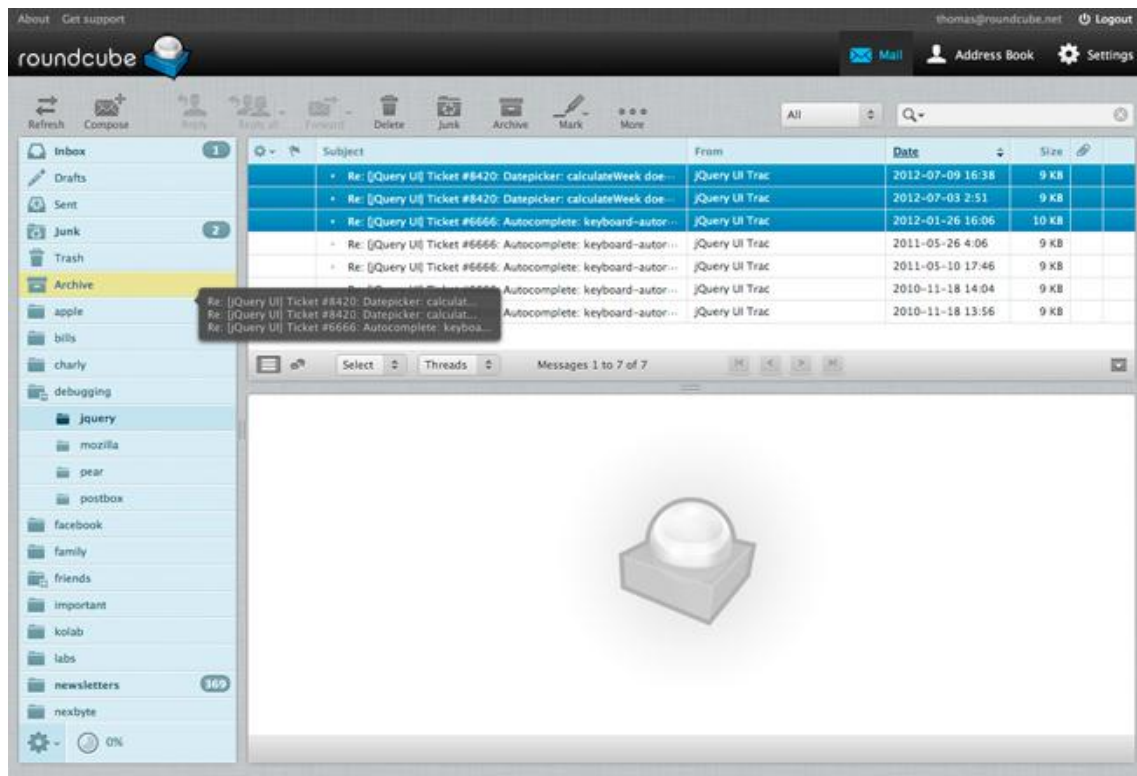 About Get support thomas@roundcube.net Logout
roundcube Mail Address Book Settings
Refresh Compose Reply Reply all Forward Delete Junk Archive Mark More All
Inbox 1
Drafts
Sent
Junk 2
Trash
Archive
apple
bills
charly
debugging
jquery
mozilla
pear
postbox
facebook
family
friends
important
kolab
labs
newsletters 369
nexbyte
0%
Subject From Date Size
Re: [jQuery UI] Ticket #8420: Datepicker: calculateWeek doe··· jQuery UI Trac 2012-07-09 16:38 9 KB
Re: [jQuery UI] Ticket #8420: Datepicker: calculateWeek doe··· jQuery UI Trac 2012-07-03 2:51 9 KB
Re: [jQuery UI] Ticket #6666: Autocomplete: keyboard-autor··· jQuery UI Trac 2012-01-26 16:06 10 KB
Re: [jQuery UI] Ticket #6666: Autocomplete: keyboard-autor··· jQuery UI Trac 2011-05-26 4:06 9 KB
Re: [jQuery UI] Ticket #6666: Autocomplete: keyboard-autor··· jQuery UI Trac 2011-05-10 17:46 9 KB
Autocomplete: keyboard-autor··· jQuery UI Trac 2010-11-18 14:04 9 KB
Autocomplete: keyboard-autor··· jQuery UI Trac 2010-11-18 13:56 9 KB
Re: [jQuery UI] Ticket #8420: Datepicker: calculat...
Re: [jQuery UI] Ticket #8420: Datepicker: calculat...
Re: [jQuery UI] Ticket #6666: Autocomplete: keyboa...
Select Threads Messages 1 to 7 of 7